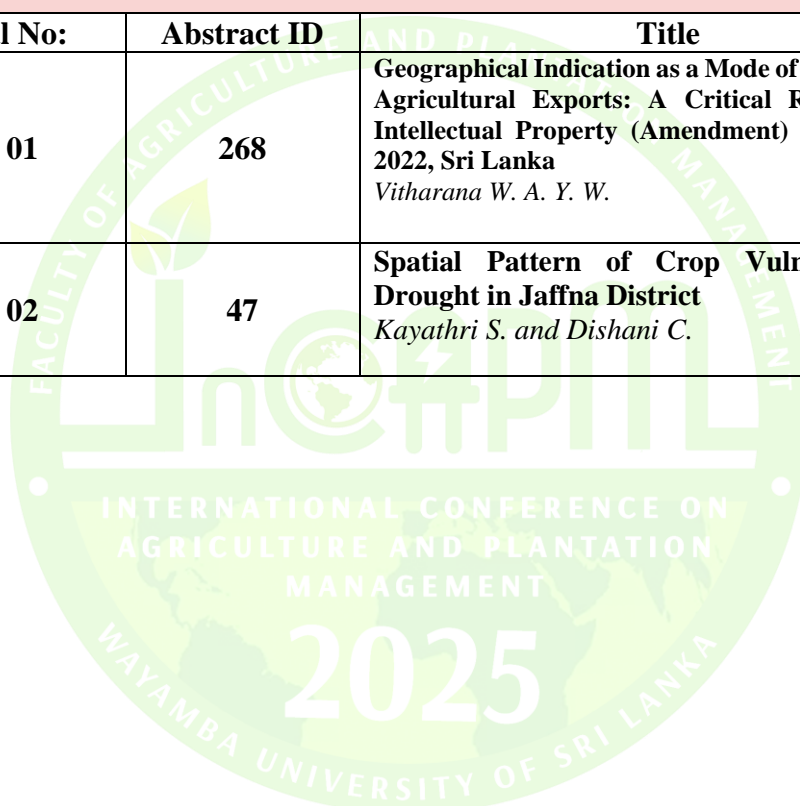 l No: Abstract ID Title
01 268 Geographical Indication as a Mode of
Agricultural Exports: A Critical R
Intellectual Property (Amendment)
2022, Sri Lanka
Vitharana W. A. Y. W.
02 47 Spatial Pattern of Crop Vuln
Drought in Jaffna District
Kayathri S. and Dishani C.
FACULTY OF AGRICULTURE AND PLANTATION MANAGEMENT
InCAPM
INTERNATIONAL CONFERENCE ON
AGRICULTURE AND PLANTATION
MANAGEMENT
2025
WAYAMBA UNIVERSITY OF SRI LANKA